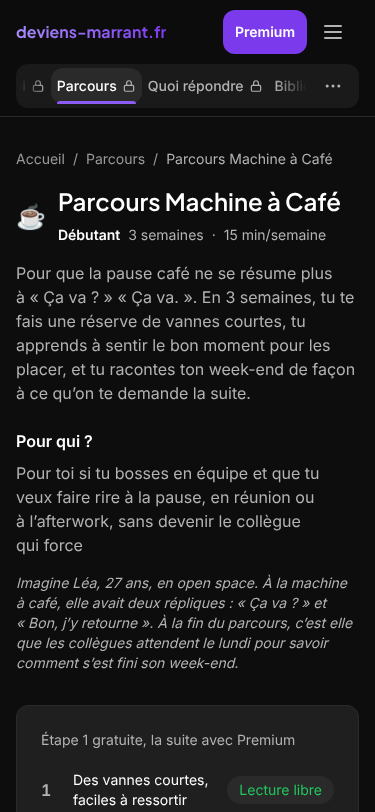 deviens-marrant.fr
Premium
Parcours
Quoi répondre
Accueil / Parcours / Parcours Machine à Café
Parcours Machine à Café
Débutant 3 semaines · 15 min/semaine
Pour que la pause café ne se résume plus
à « Ça va ? » « Ça va. ». En 3 semaines, tu te
fais une réserve de vannes courtes, tu
apprends à sentir le bon moment pour les
placer, et tu racontes ton week-end de façon
à ce qu’on te demande la suite.
Pour qui ?
Pour toi si tu bosses en équipe et que tu
veux faire rire à la pause, en réunion ou
à l’afterwork, sans devenir le collègue
qui force
Imagine Léa, 27 ans, en open space. À la machine
à café, elle avait deux répliques : « Ça va ? » et
« Bon, j’y retourne ». À la fin du parcours, c’est elle
que les collègues attendent le lundi pour savoir
comment s’est fini son week-end.
Étape 1 gratuite, la suite avec Premium
1 Des vannes courtes,
faciles à ressortir
Lecture libre